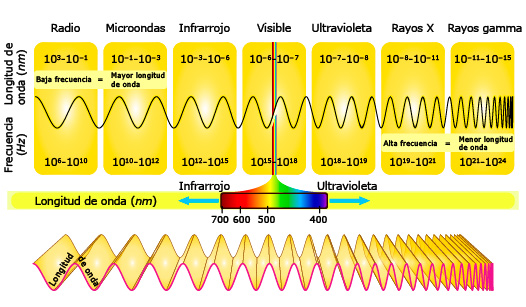 Radio Microondas Infrarrojo Visible Ultravioleta Rayos X Rayos gamma
Longitud de onda (nm)
10³-10⁻¹ 10⁻¹-10⁻³ 10⁻³-10⁻⁶ 10⁻⁶-10⁻⁷ 10⁻⁷-10⁻⁸ 10⁻⁸-10⁻¹¹ 10⁻¹¹-10⁻¹⁵
Baja frecuencia = Mayor longitud
de onda
Frecuencia
(Hz)
Alta frecuencia = Menor longitud
de onda
10⁶-10¹⁰ 10¹⁰-10¹² 10¹²-10¹⁵ 10¹⁵-10¹⁸ 10¹⁸-10¹⁹ 10¹⁹-10²¹ 10²¹-10²⁴
Infrarrojo Ultravioleta
Longitud de onda (nm)
700 600 500 400
Longitud
de onda